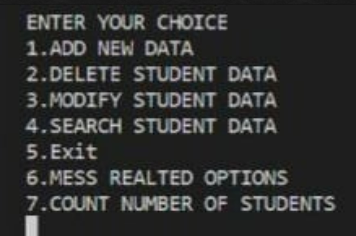 ENTER YOUR CHOICE
1.ADD NEW DATA
2.DELETE STUDENT DATA
3.MODIFY STUDENT DATA
4.SEARCH STUDENT DATA
5.Exit
6.MESS REALTED OPTIONS
7.COUNT NUMBER OF STUDENTS